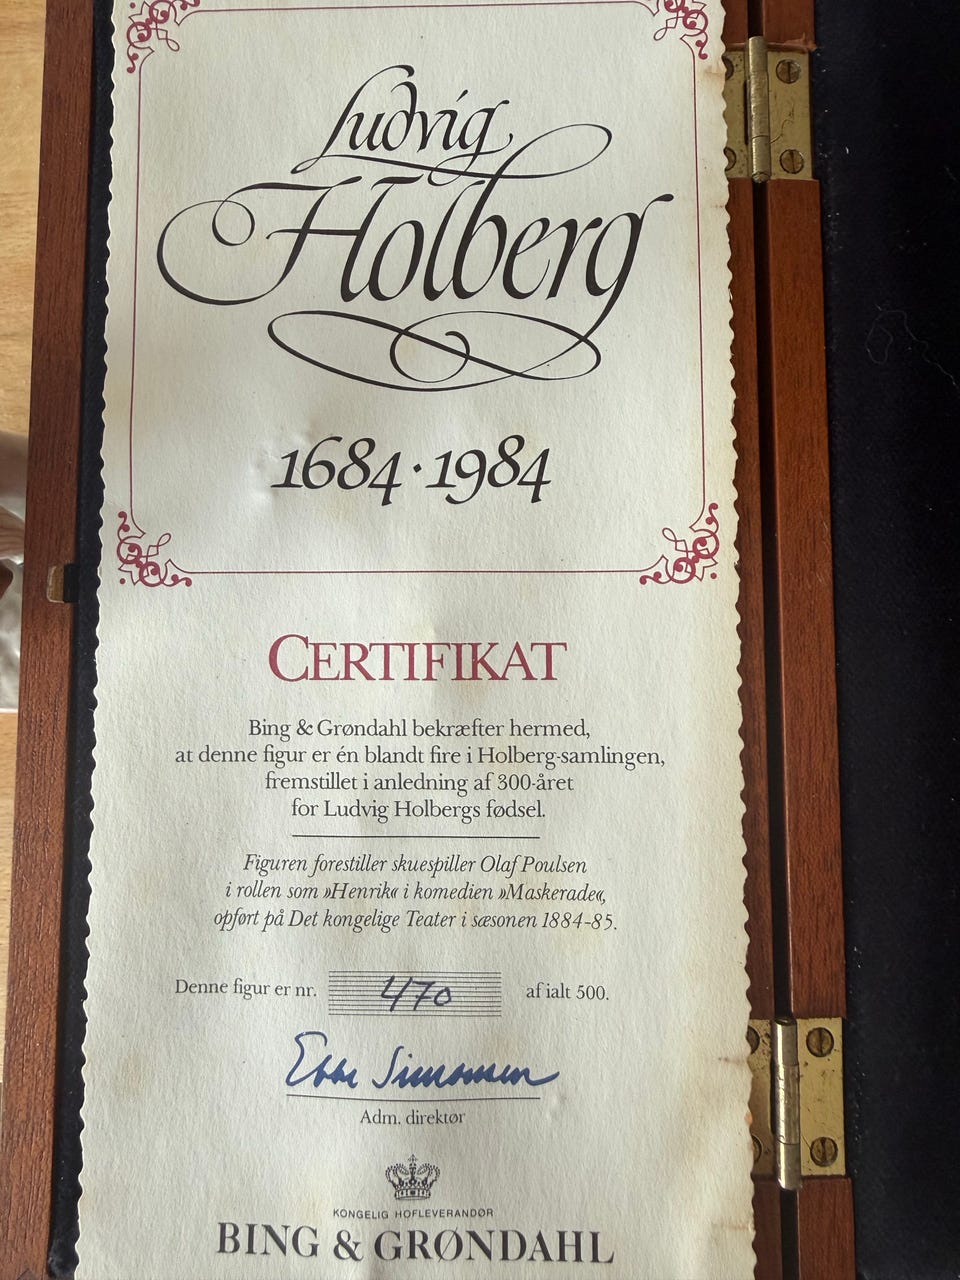 Ludvig
Holberg
1684·1984
CERTIFIKAT
Bing & Grøndahl bekræfter hermed,
at denne figur er én blandt fire i Holberg-samlingen,
fremstillet i anledning af 300-året
for Ludvig Holbergs fødsel.
Figuren forestiller skuespiller Olaf Poulsen
i rollen som »Henrik« i komedien »Maskerade«,
opført på Det kongelige Teater i sæsonen 1884-85.
Denne figur er nr. 470 af ialt 500.
Ebbe Simonsen
Adm. direktør
KONGELIG HOFLEVERANDØR
BING & GRØNDAHL